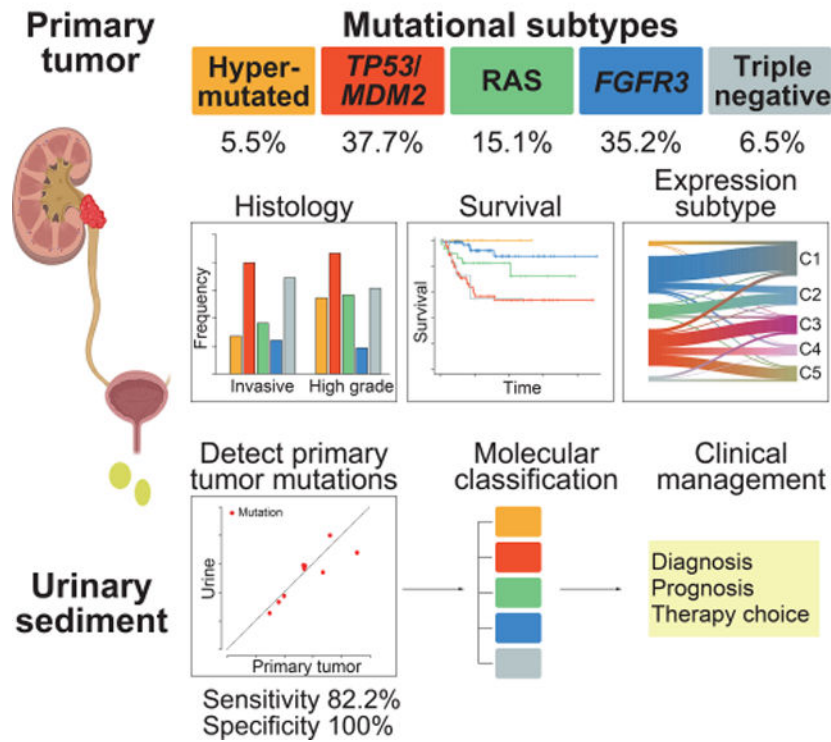 Primary
tumor
Mutational subtypes
Hyper-
mutated
TP53/
MDM2
RAS
FGFR3
Triple
negative
5.5%
37.7%
15.1%
35.2%
6.5%
Histology
Survival
Expression
subtype
Frequency
Invasive
High grade
Survival
Time
C1
C2
C3
C4
C5
Detect primary
tumor mutations
Molecular
classification
Clinical
management
Urinary
sediment
Mutation
Urine
Primary tumor
Diagnosis
Prognosis
Therapy choice
Sensitivity 82.2%
Specificity 100%